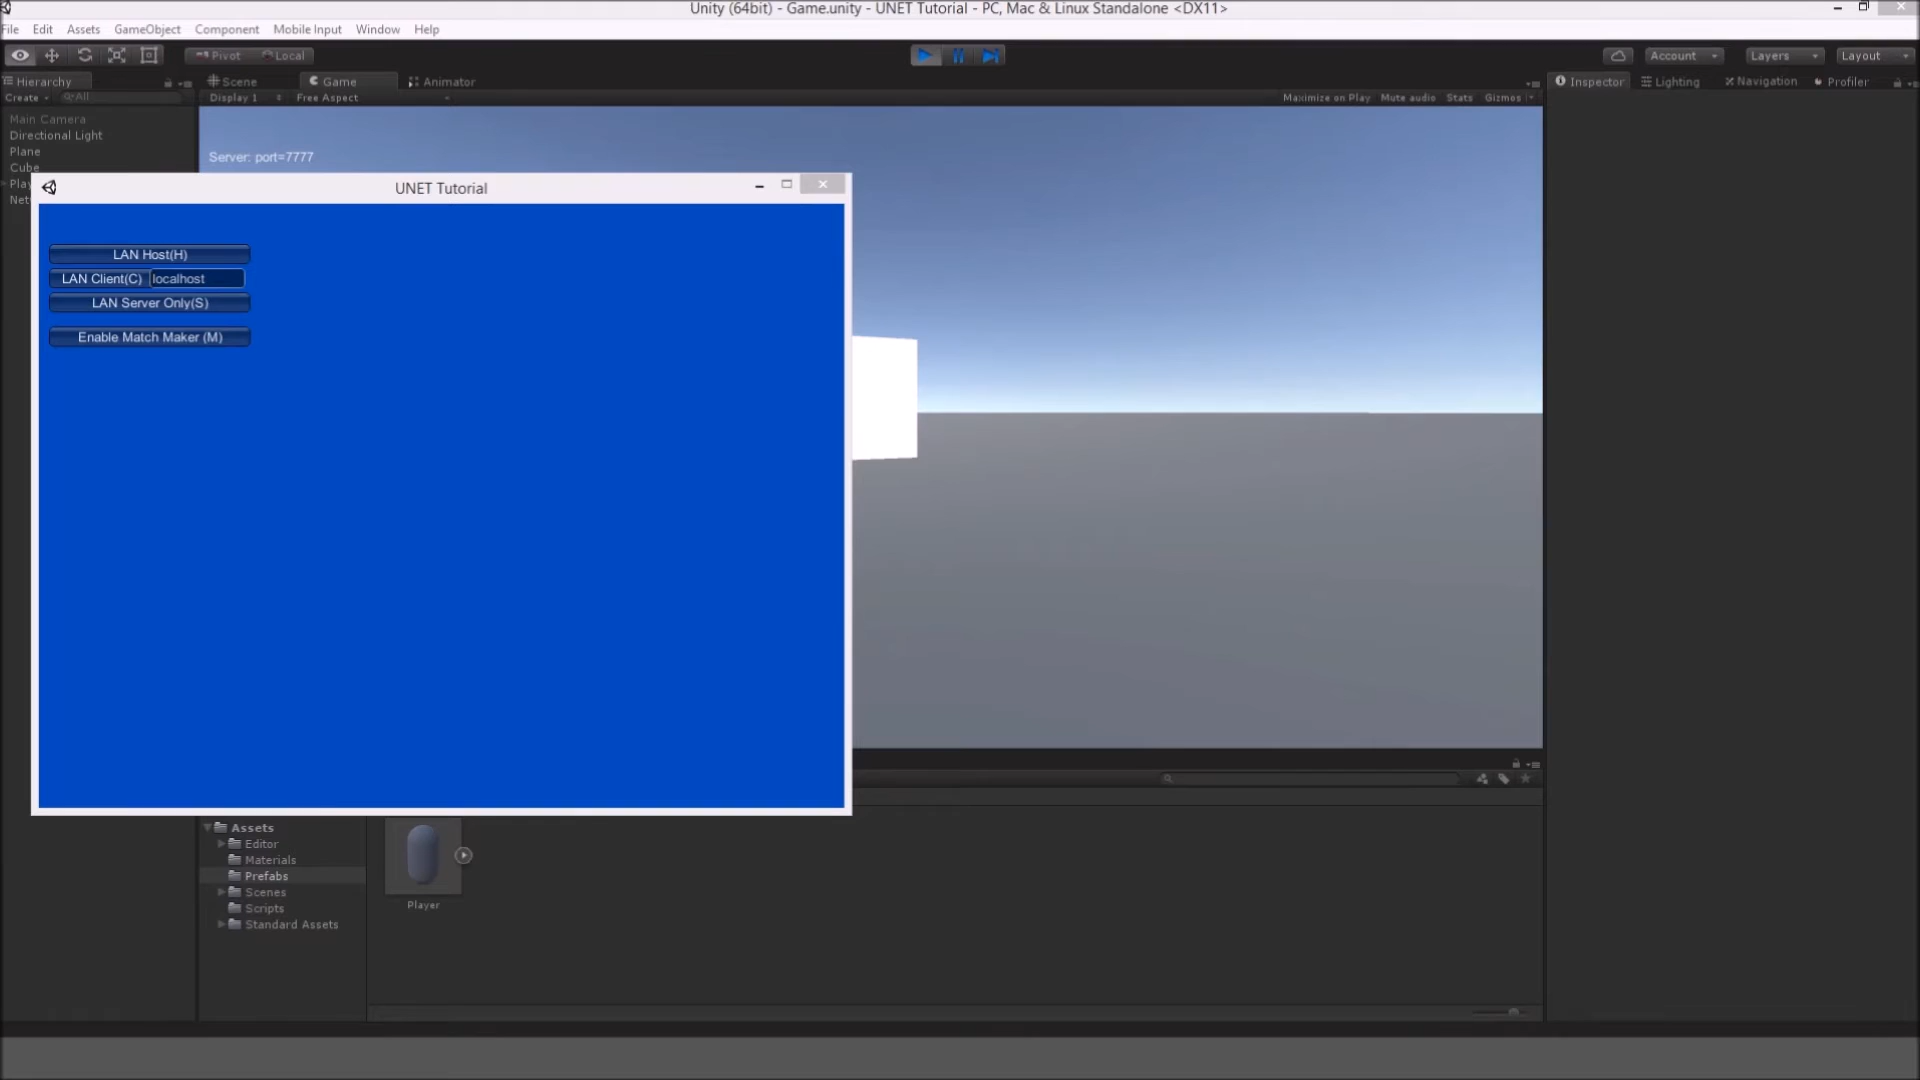 Unity (64bit) - Game.unity - UNET Tutorial - PC, Mac & Linux Standalone <DX11>
File Edit Assets GameObject Component Mobile Input Window Help
Pivot Local Account Layers Layout
Hierarchy Scene Game Animator Inspector Lighting Navigation Profiler
Create All Display 1 Free Aspect Maximize on Play Mute audio Stats Gizmos
Main Camera
Directional Light
Plane
Cube
Play
Net
Server: port=7777
UNET Tutorial
LAN Host(H)
LAN Client(C) localhost
LAN Server Only(S)
Enable Match Maker (M)
Assets
Editor
Materials
Prefabs
Scenes
Scripts
Standard Assets
Player